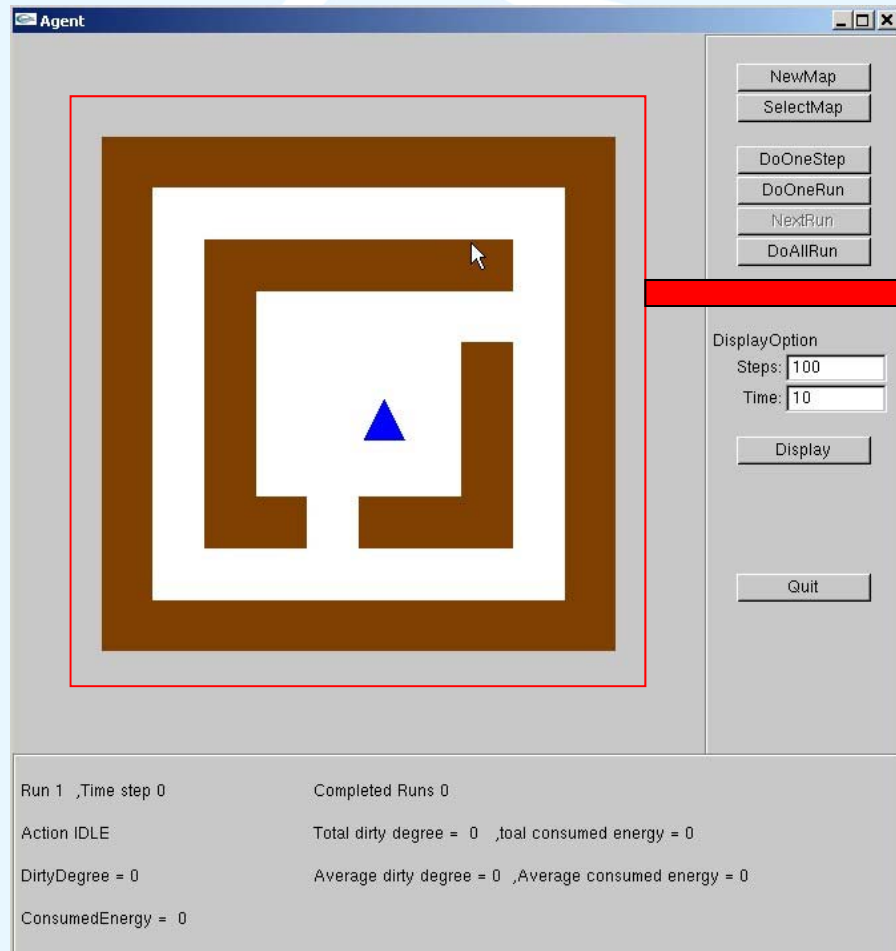 Agent
NewMap
SelectMap
DoOneStep
DoOneRun
NextRun
DoAllRun
DisplayOption
Steps: 100
Time: 10
Display
Quit
Run 1 ,Time step 0
Completed Runs 0
Action IDLE
Total dirty degree = 0 ,toal consumed energy = 0
DirtyDegree = 0
Average dirty degree = 0 ,Average consumed energy = 0
ConsumedEnergy = 0